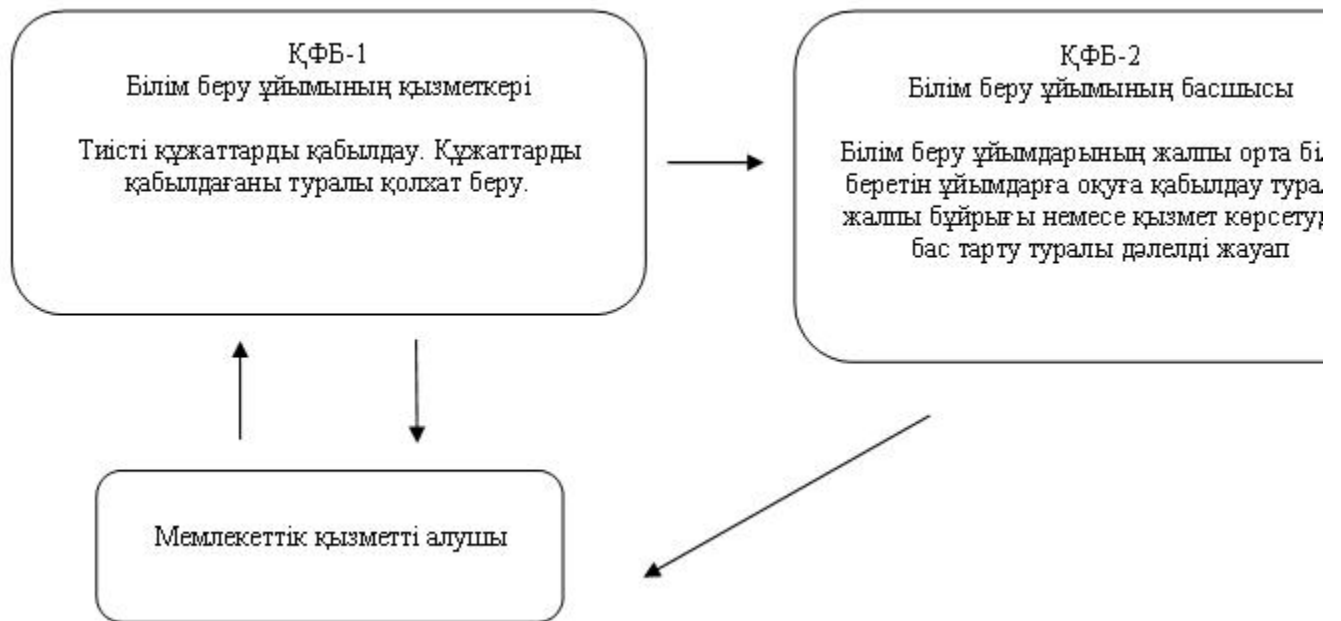 ҚФБ-1
Білім беру ұйымының қызметкері
Тиісті құжаттарды қабылдау. Құжаттарды
қабылдағаны туралы қолхат беру.
ҚФБ-2
Білім беру ұйымының басшысы
Білім беру ұйымдарының жалпы орта
беретін ұйымдарға оқуға қабылдау
жалпы бұйрығы немесе қызмет
бас тарту туралы дәлелді жауап
Мемлекеттік қызметті алушы